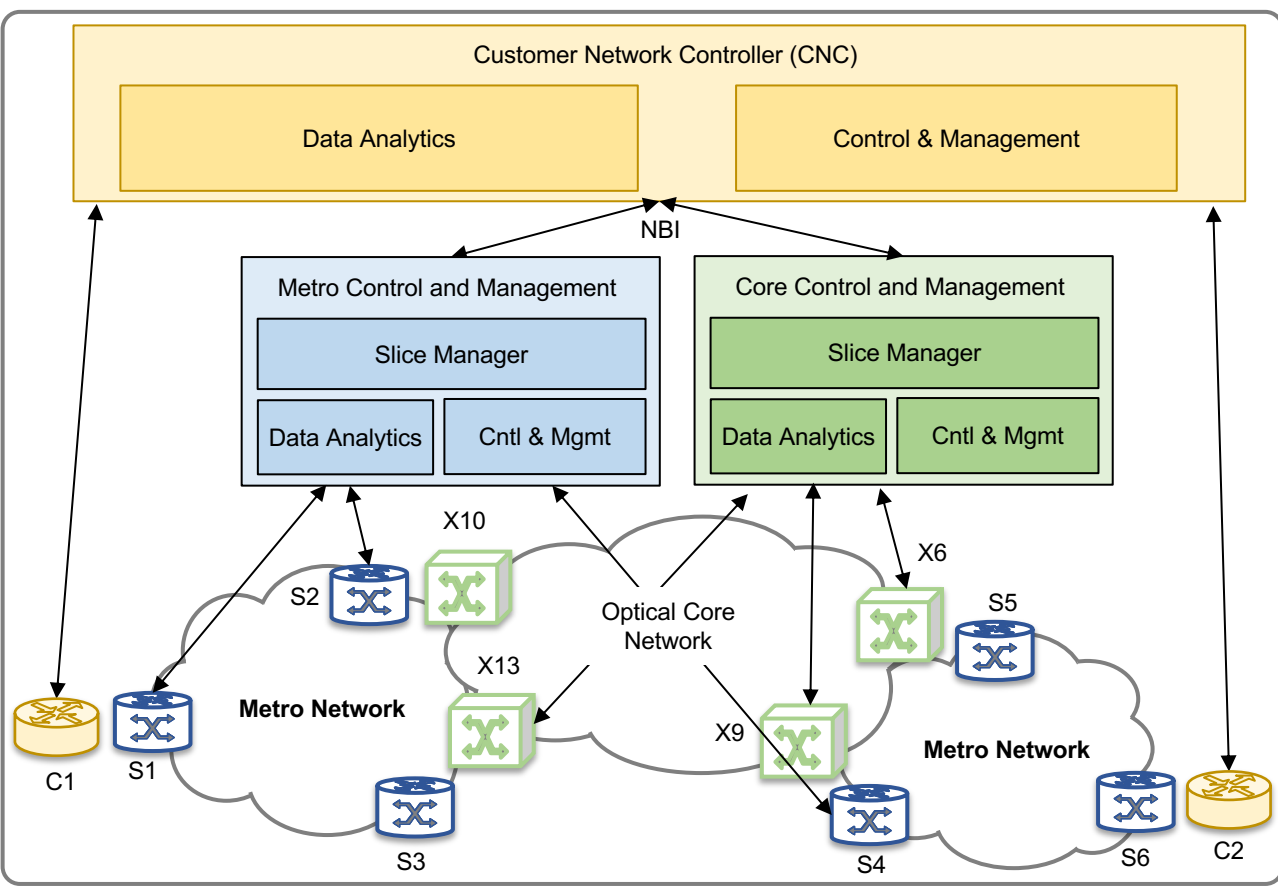 Customer Network Controller (CNC)
Data Analytics
Control & Management
NBI
Metro Control and Management
Slice Manager
Data Analytics
Cntl & Mgmt
Core Control and Management
Slice Manager
Data Analytics
Cntl & Mgmt
X10
X6
S2
S5
Optical Core
Network
X13
Metro Network
X9
Metro Network
C1
S1
S3
S4
S6
C2